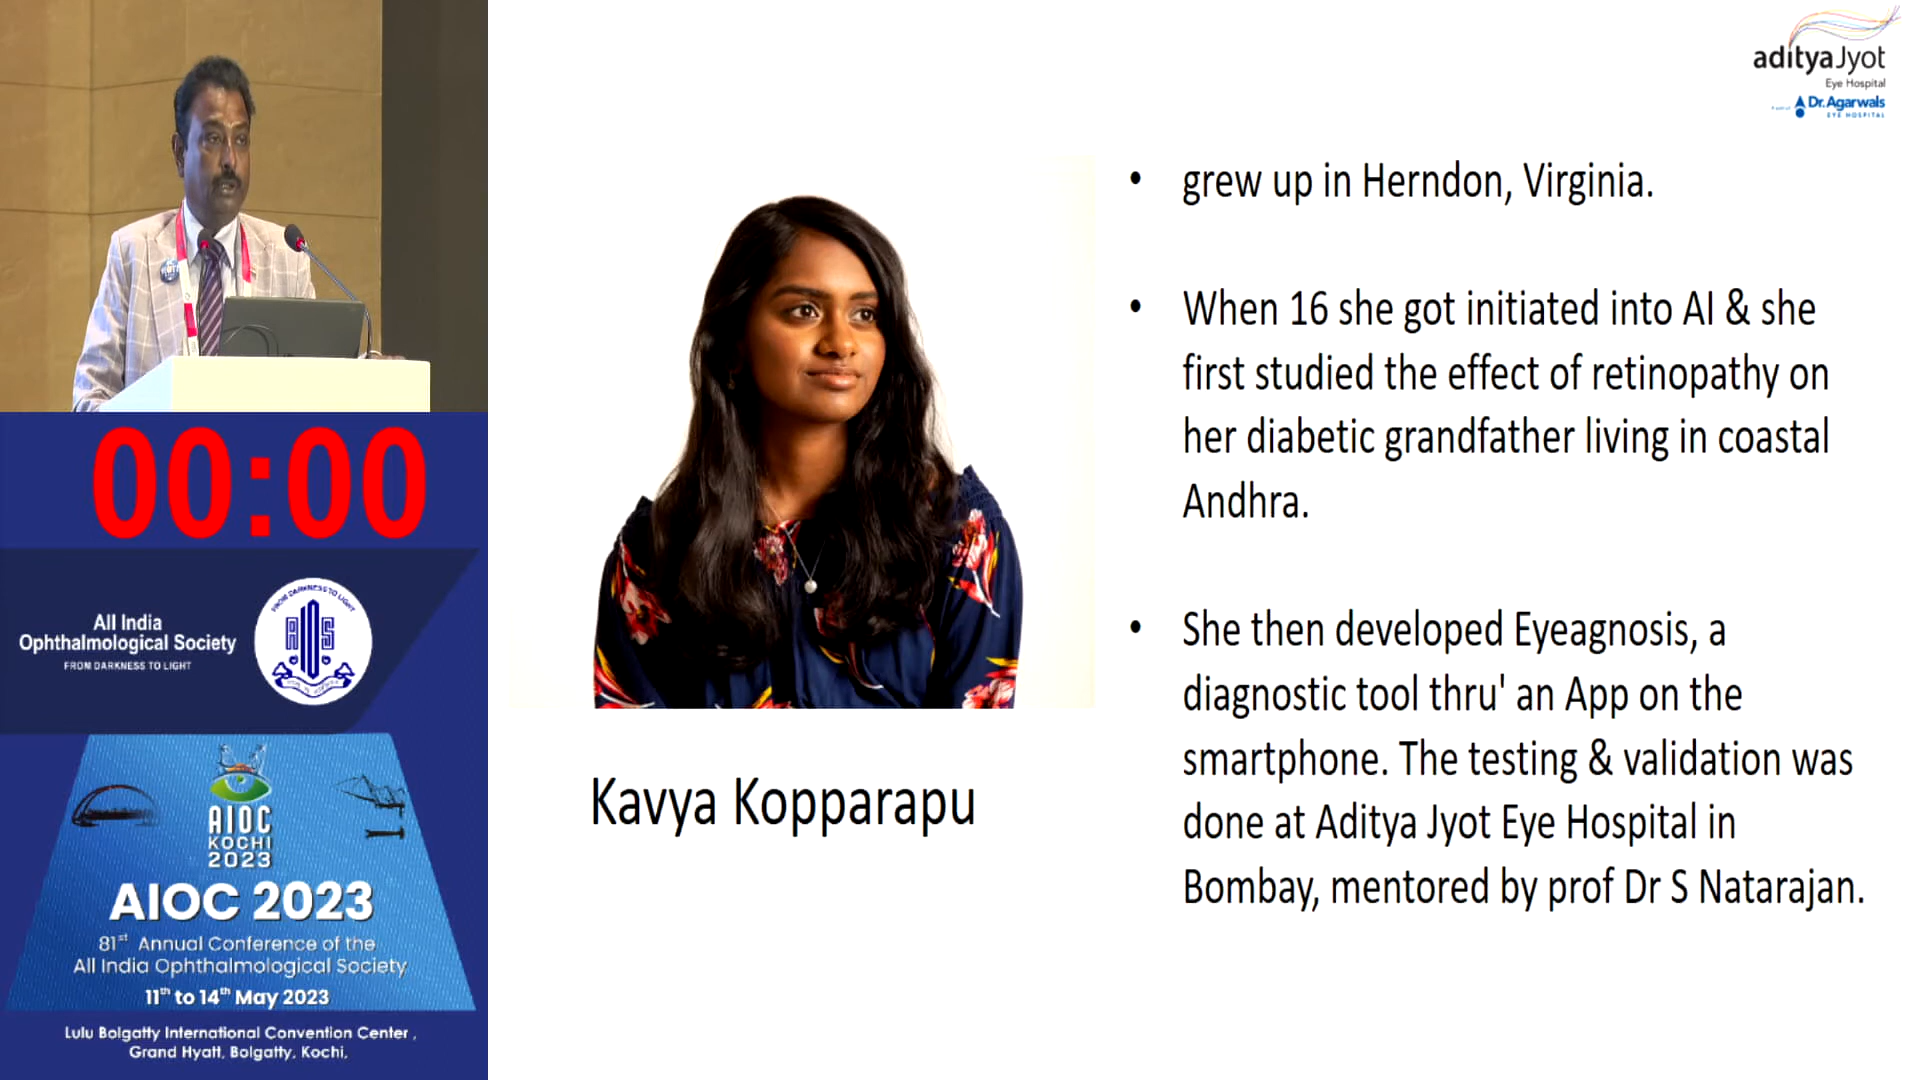 00:00
All India
Ophthalmological Society
FROM DARKNESS TO LIGHT
FROM DARKNESS TO LIGHT
AIOS
AIOC
KOCHI
2023
AIOC 2023
81st Annual Conference of the
All India Ophthalmological Society
11th to 14th May 2023
Lulu Bolgatty International Convention Center ,
Grand Hyatt, Bolgatty, Kochi,
adityaJyot
Eye Hospital
Dr.Agarwals
EYE HOSPITAL
Kavya Kopparapu
• grew up in Herndon, Virginia.
• When 16 she got initiated into AI & she
first studied the effect of retinopathy on
her diabetic grandfather living in coastal
Andhra.
• She then developed Eyeagnosis, a
diagnostic tool thru' an App on the
smartphone. The testing & validation was
done at Aditya Jyot Eye Hospital in
Bombay, mentored by prof Dr S Natarajan.